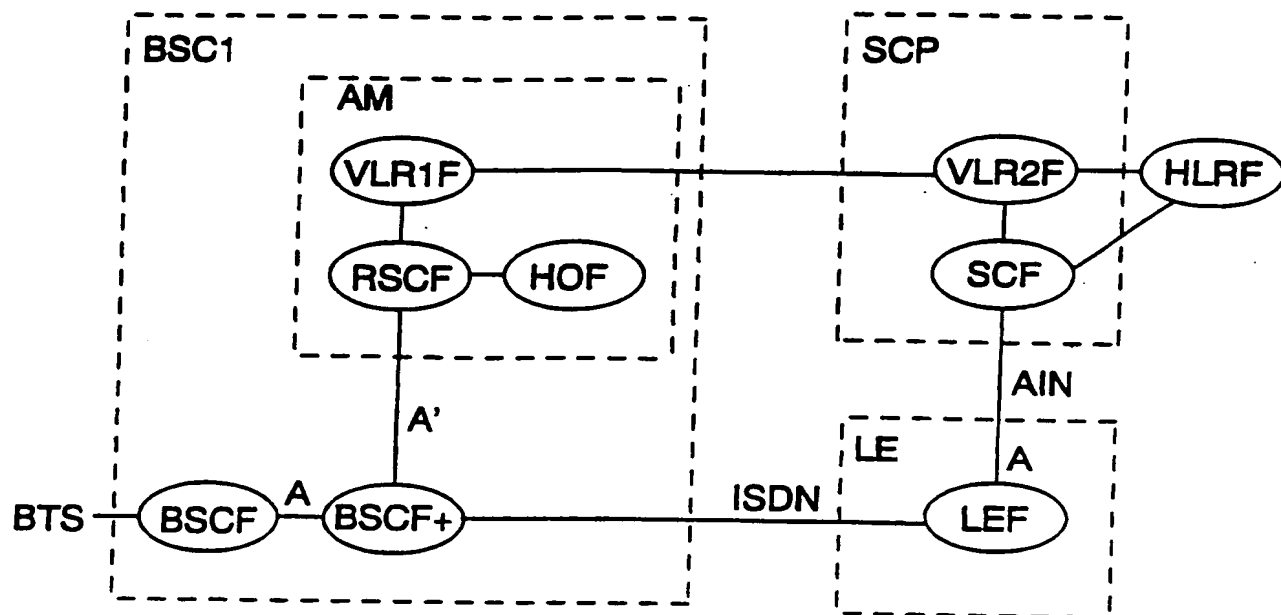 BSC1
SCP
AM
VLR1F
VLR2F
HLRF
RSCF
HOF
SCF
AIN
A'
LE
A
A
ISDN
BTS
BSCF
BSCF+
LEF